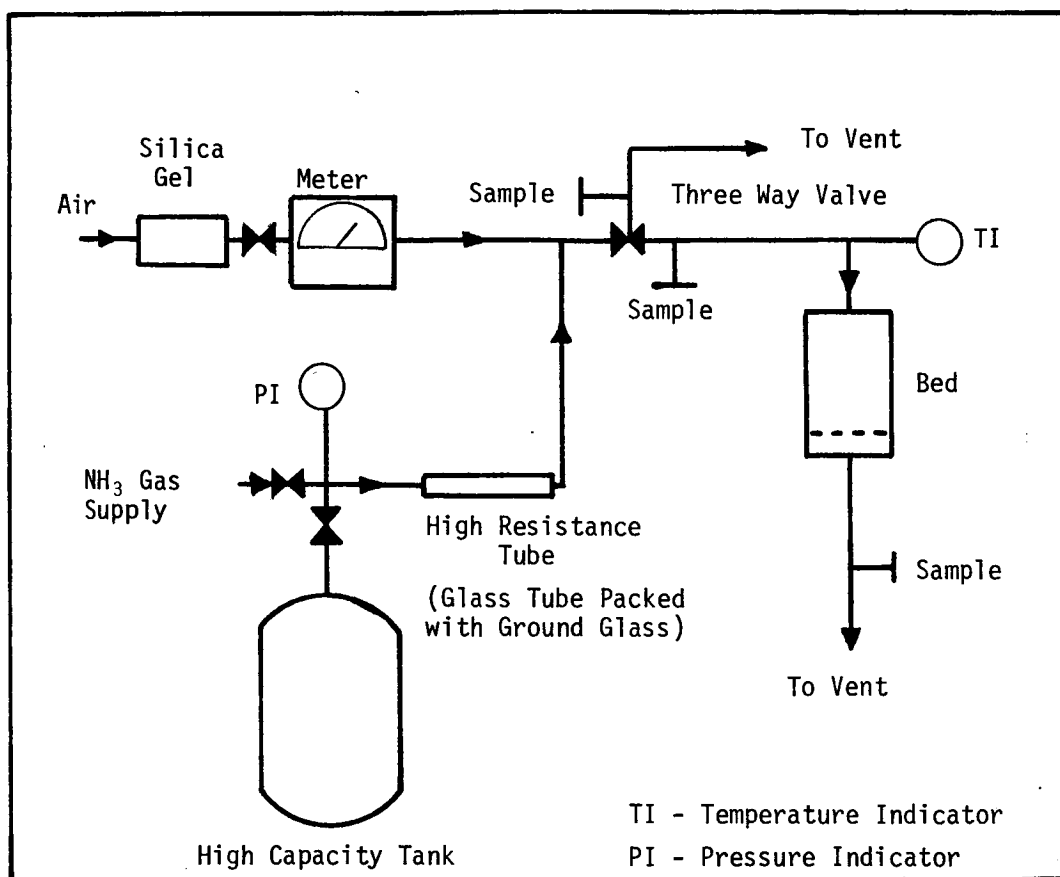 To Vent
Silica
Gel
Meter
Sample
Three Way Valve
Air
TI
Sample
PI
Bed
NH₃ Gas
Supply
High Resistance
Tube
(Glass Tube Packed
with Ground Glass)
Sample
To Vent
TI - Temperature Indicator
High Capacity Tank
PI - Pressure Indicator